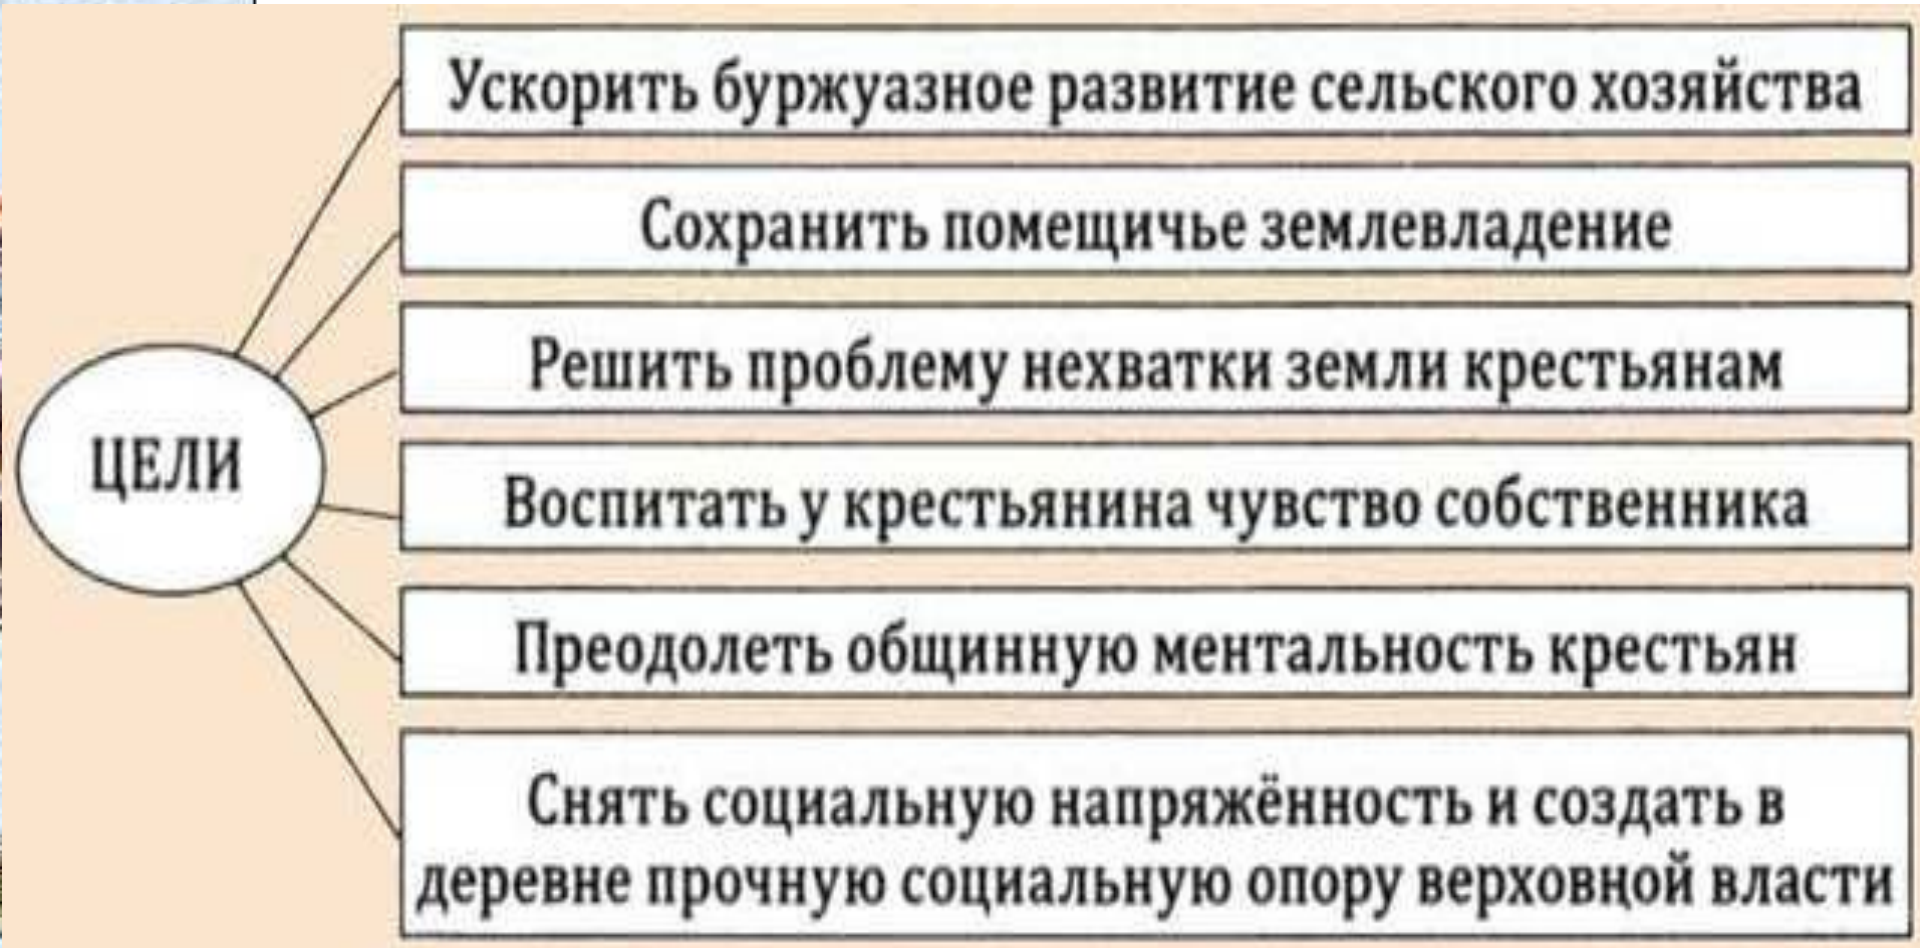 Ускорить буржуазное развитие сельского хозяйства
Сохранить помещичье землевладение
Решить проблему нехватки земли крестьянам
ЦЕЛИ
Воспитать у крестьянина чувство собственника
Преодолеть общинную ментальность крестьян
Снять социальную напряжённость и создать в
деревне прочную социальную опору верховной власти